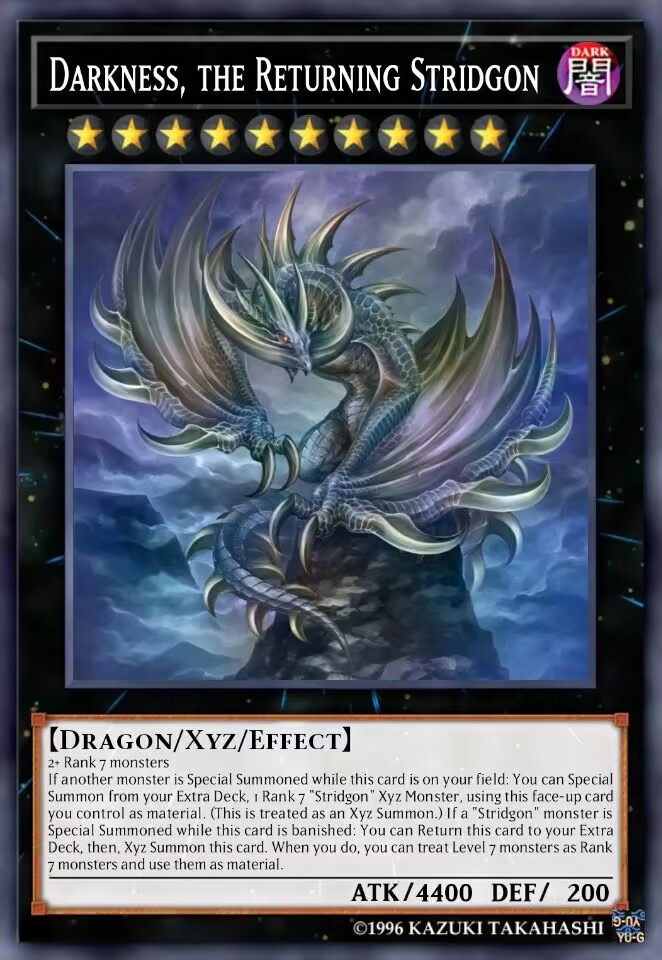 Darkness, the Returning Stridgon
DARK
闇
【Dragon/Xyz/Effect】
2+ Rank 7 monsters
If another monster is Special Summoned while this card is on your field: You can Special
Summon from your Extra Deck, 1 Rank 7 "Stridgon" Xyz Monster, using this face-up card
you control as material. (This is treated as an Xyz Summon.) If a "Stridgon" monster is
Special Summoned while this card is banished: You can Return this card to your Extra
Deck, then, Xyz Summon this card. When you do, you can treat Level 7 monsters as Rank
7 monsters and use them as material.
ATK/4400 DEF/ 200
©1996 KAZUKI TAKAHASHI
YU-G
YU-G